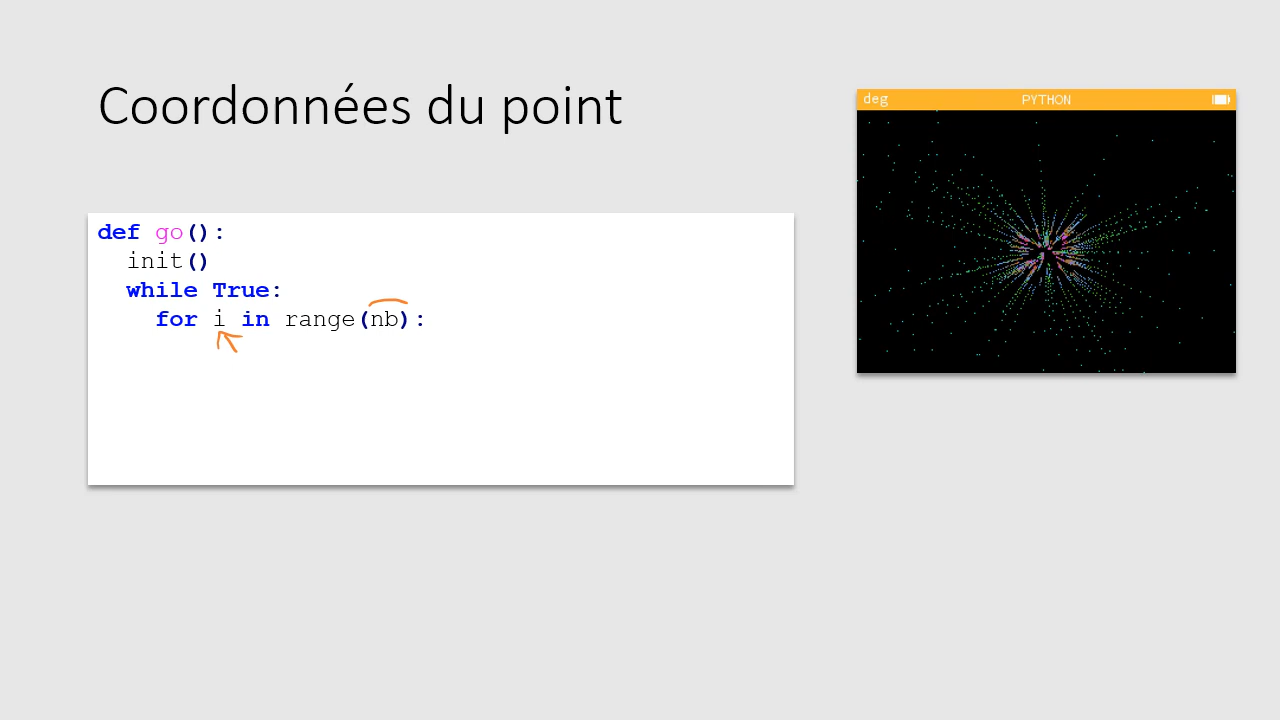 Coordonnées du point
deg PYTHON
def go():
  init()
  while True:
    for i in range(nb):